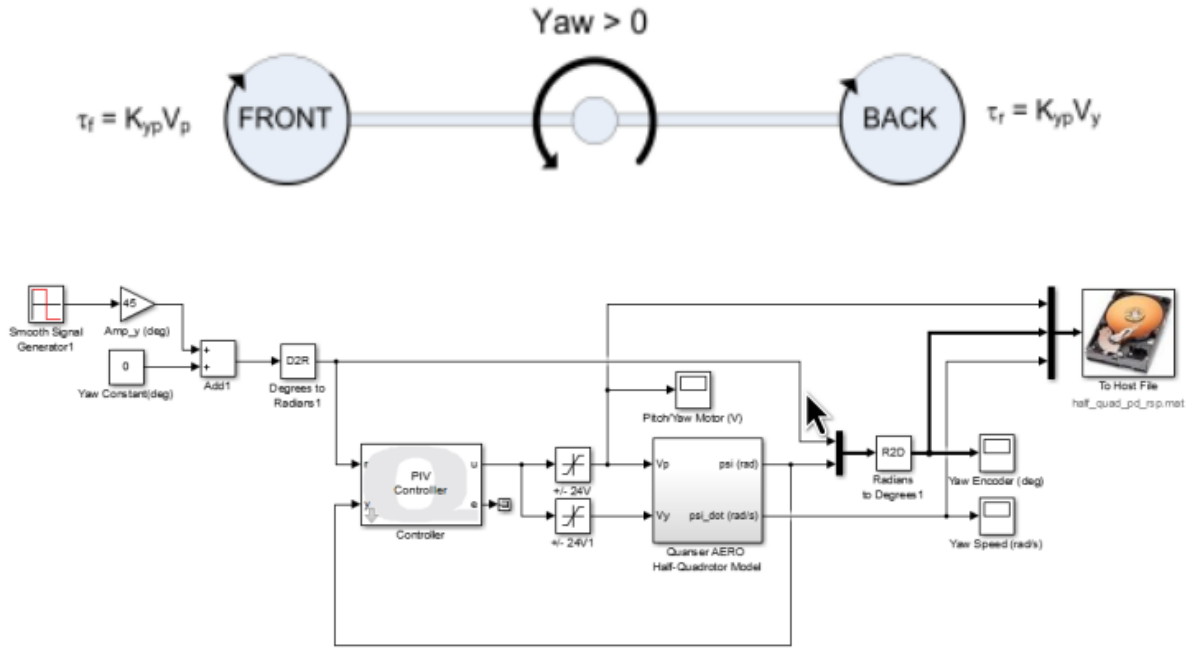 Yaw > 0
τf = KypVp
FRONT
BACK
τr = KypVy
Smooth Signal
Generator1
45
Amp_y (deg)
0
Yaw Constant(deg)
+
+
Add1
D2R
Degrees to
Radians1
r
y
PIV
Controller
u
e
Controller
+/- 24V
+/- 24V1
Pitch/Yaw Motor (V)
Vp
Vy
psi (rad)
psi_dot (rad/s)
Quanser AERO
Half-Quadrotor Model
R2D
Radians
to Degrees1
Yaw Encoder (deg)
Yaw Speed (rad/s)
To Host File
half_quad_pd_rsp.mat